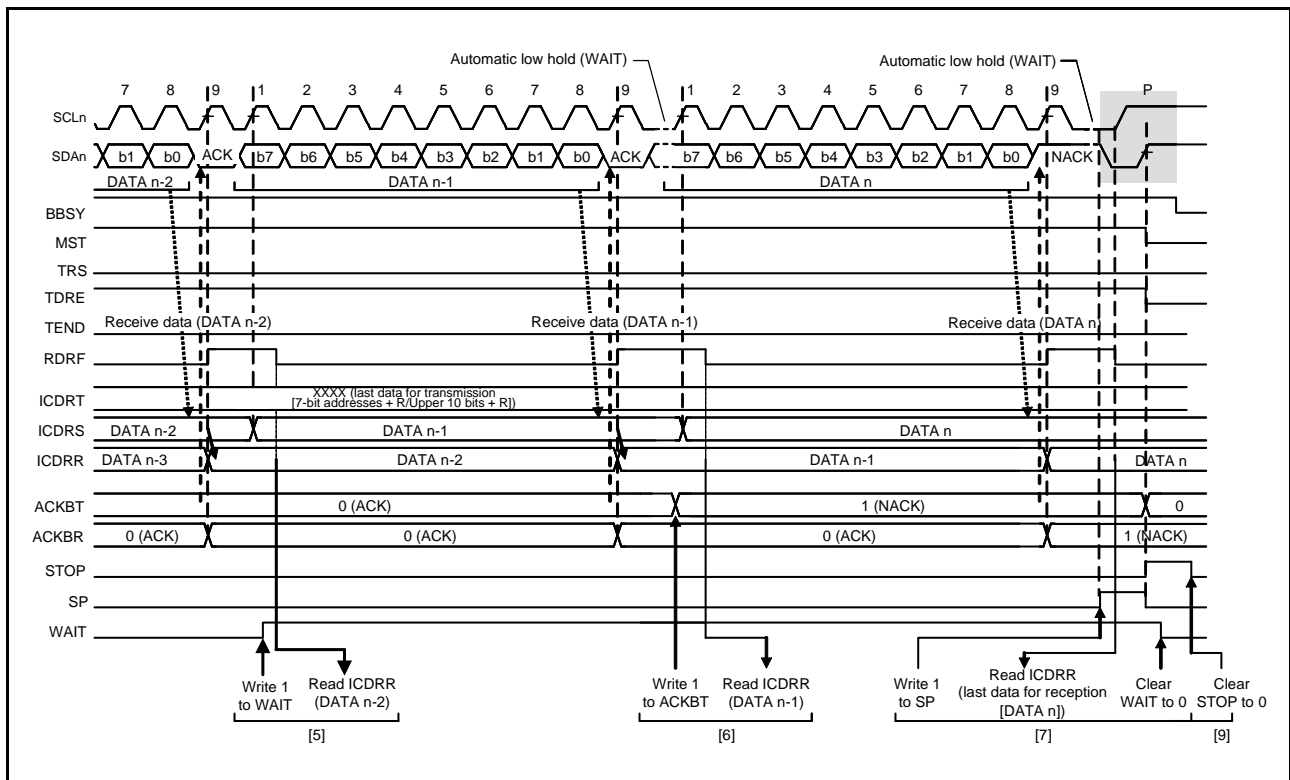 Automatic low hold (WAIT)
Automatic low hold (WAIT)
7 8 9 1 2 3 4 5 6 7 8 9 1 2 3 4 5 6 7 8 9 P
SCLn
SDAn b1 b0 ACK b7 b6 b5 b4 b3 b2 b1 b0 ACK b7 b6 b5 b4 b3 b2 b1 b0 NACK
DATA n-2 DATA n-1 DATA n
BBSY
MST
TRS
TDRE
Receive data (DATA n-2) Receive data (DATA n-1) Receive data (DATA n)
TEND
RDRF
XXXX (last data for transmission
[7-bit addresses + R/Upper 10 bits + R])
ICDRT
ICDRS DATA n-2 DATA n-1 DATA n
ICDRR DATA n-3 DATA n-2 DATA n-1 DATA n
ACKBT 0 (ACK) 1 (NACK) 0
ACKBR 0 (ACK) 0 (ACK) 0 (ACK) 1 (NACK)
STOP
SP
WAIT
Write 1
to WAIT
Read ICDRR
(DATA n-2)
[5]
Write 1
to ACKBT
Read ICDRR
(DATA n-1)
[6]
Write 1
to SP
Read ICDRR
(last data for reception
[DATA n])
Clear
WAIT to 0
[7]
Clear
STOP to 0
[9]